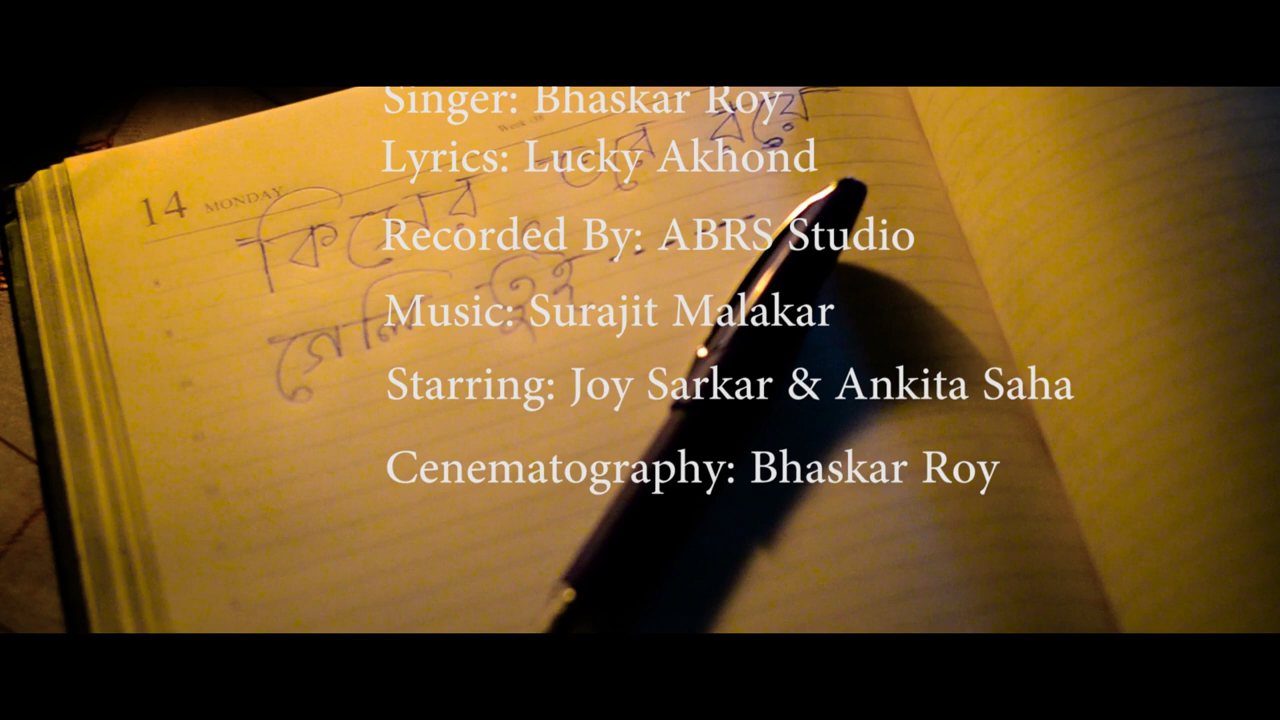 Singer: Bhaskar Roy
Lyrics: Lucky Akhond
Recorded By: ABRS Studio
Music: Surajit Malakar
Starring: Joy Sarkar & Ankita Saha
Cenematography: Bhaskar Roy
14 MONDAY
কিসের তরে
গেলি তুই